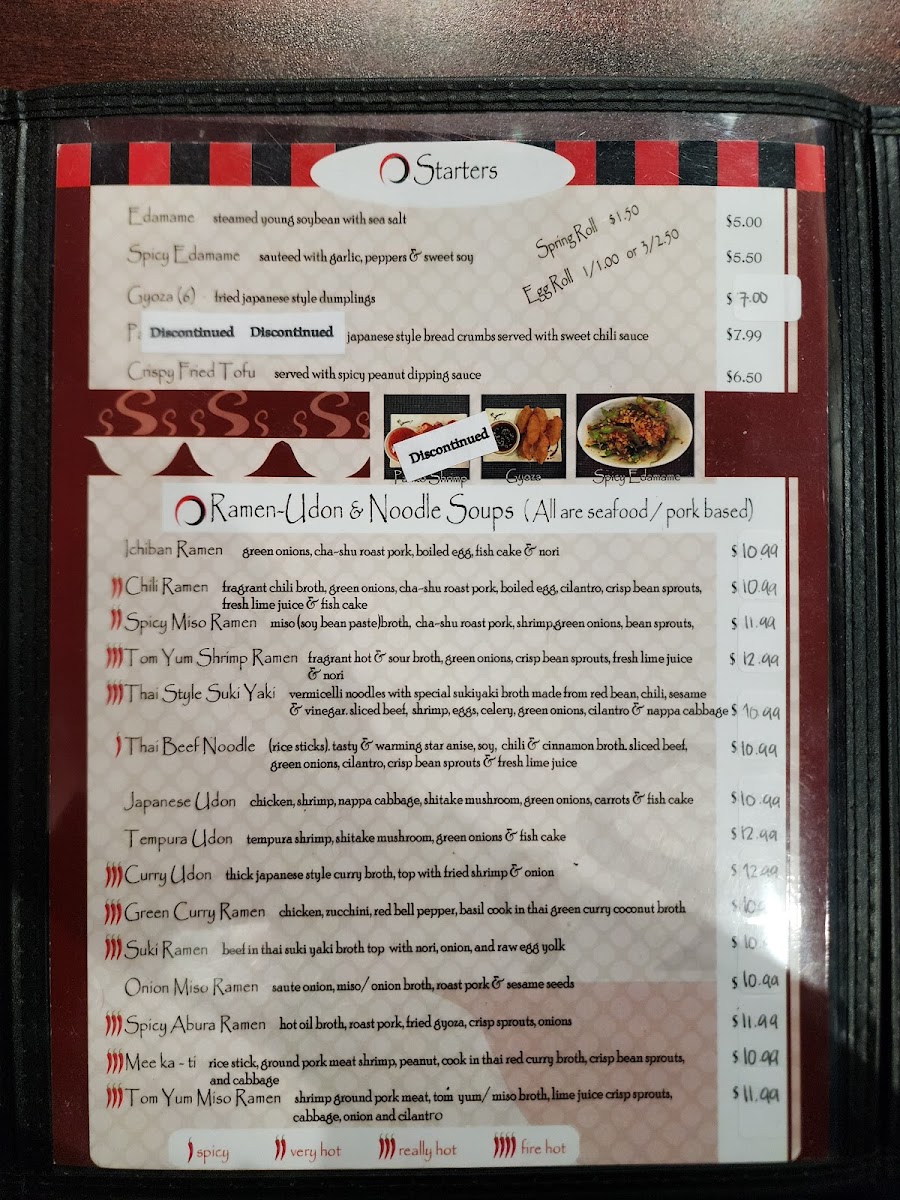 Starters
Edamame steamed young soybean with sea salt $5.00
Spring Roll $1.50
Spicy Edamame sauteed with garlic, peppers & sweet soy $5.50
Egg Roll 1/1.00 or 3/2.50
Gyoza (6) fried japanese style dumplings $ 7.00
Discontinued Discontinued japanese style bread crumbs served with sweet chili sauce $7.99
Crispy Fried Tofu served with spicy peanut dipping sauce $6.50
Discontinued
Shrimp Gyoza Spicy Edamame
Ramen-Udon & Noodle Soups (All are seafood / pork based)
Ichiban Ramen green onions, cha-shu roast pork, boiled egg, fish cake & nori $10.99
Chili Ramen fragrant chili broth, green onions, cha-shu roast pork, boiled egg, cilantro, crisp bean sprouts, $10.99
fresh lime juice & fish cake
Spicy Miso Ramen miso (soy bean paste)broth, cha-shu roast pork, shrimp,green onions, bean sprouts, $ 11.99
Tom Yum Shrimp Ramen fragrant hot & sour broth, green onions, crisp bean sprouts, fresh lime juice $ 12.99
& nori
Thai Style Suki Yaki vermicelli noodles with special sukiyaki broth made from red bean, chili, sesame
& vinegar. sliced beef, shrimp, eggs, celery, green onions, cilantro & nappa cabbage $ 10.99
Thai Beef Noodle (rice sticks). tasty & warming star anise, soy, chili & cinnamon broth. sliced beef, $10.99
green onions, cilantro, crisp bean sprouts & fresh lime juice
Japanese Udon chicken, shrimp, nappa cabbage, shitake mushroom, green onions, carrots & fish cake $10.99
Tempura Udon tempura shrimp, shitake mushroom, green onions & fish cake $12.99
Curry Udon thick japanese style curry broth, top with fried shrimp & onion $ 12.99
Green Curry Ramen chicken, zucchini, red bell pepper, basil cook in thai green curry coconut broth
Suki Ramen beef in thai suki yaki broth top with nori, onion, and raw egg yolk
Onion Miso Ramen saute onion, miso/ onion broth, roast pork & sesame seeds $ 10.99
Spicy Abura Ramen hot oil broth, roast pork, fried gyoza, crisp sprouts, onions $11.99
Mee ka - ti rice stick, ground pork meat shrimp, peanut, cook in thai red curry broth, crisp bean sprouts, $ 10.99
and cabbage
Tom Yum Miso Ramen shrimp ground pork meat, tom yum/ miso broth, lime juice crisp sprouts, $ 11.99
cabbage, onion and cilantro
spicy very hot really hot fire hot